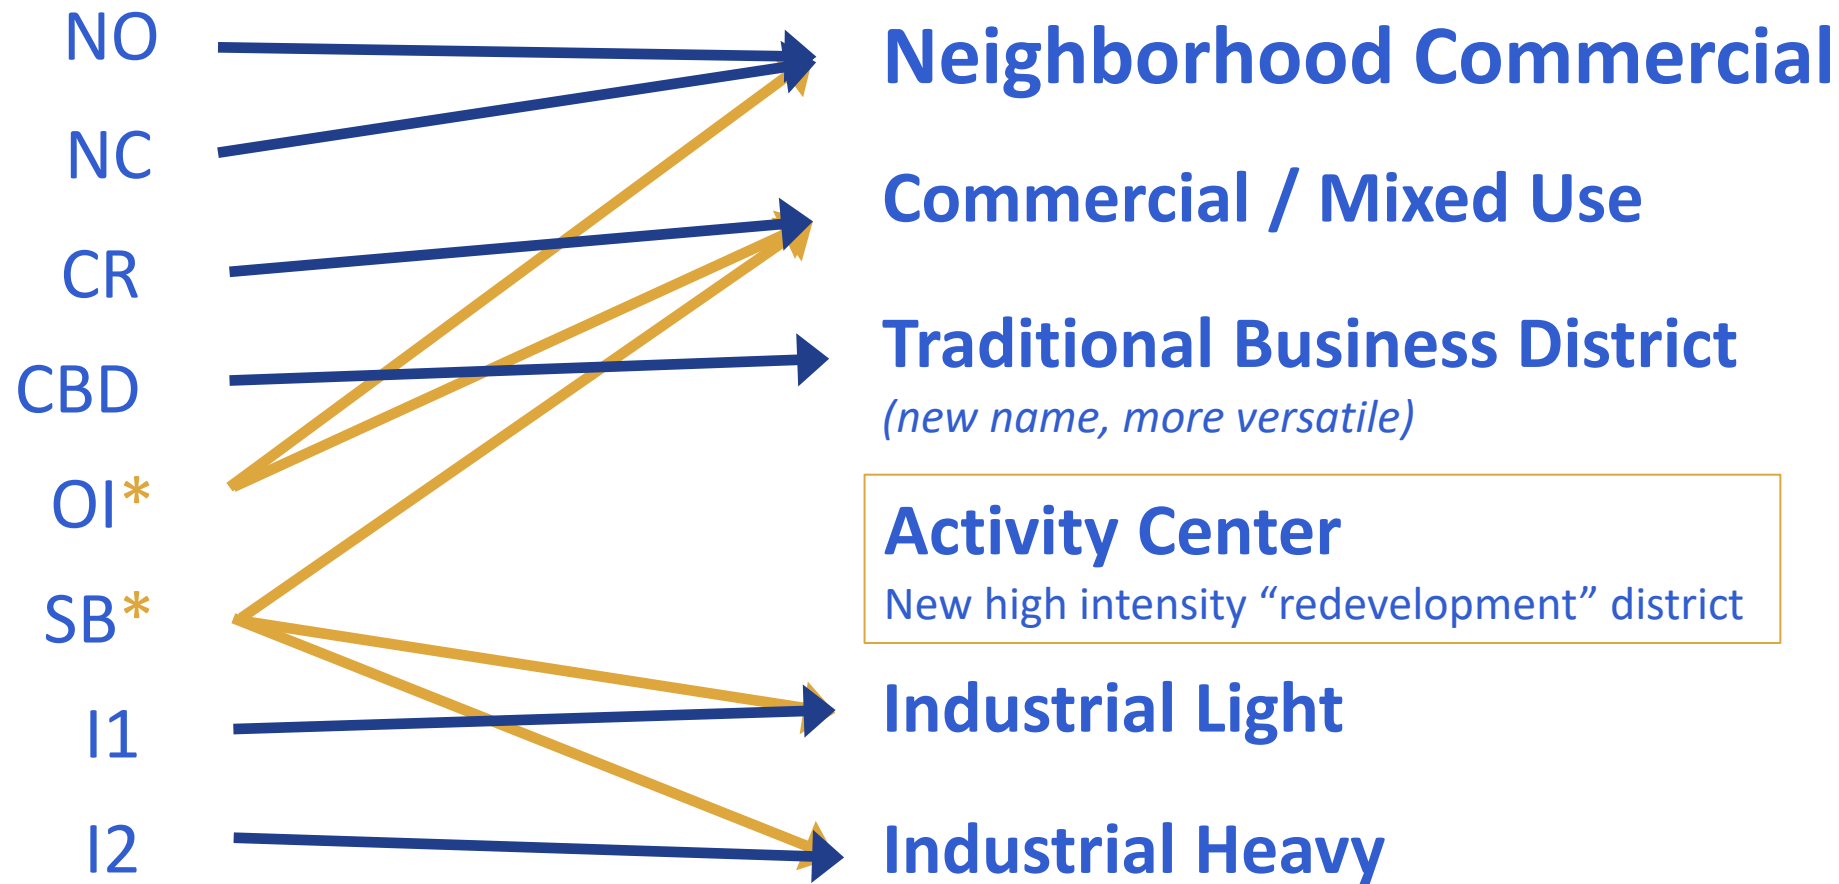 NO
NC
CR
CBD
OI*
SB*
I1
I2
Neighborhood Commercial
Commercial / Mixed Use
Traditional Business District
(new name, more versatile)
Activity Center
New high intensity “redevelopment” district
Industrial Light
Industrial Heavy